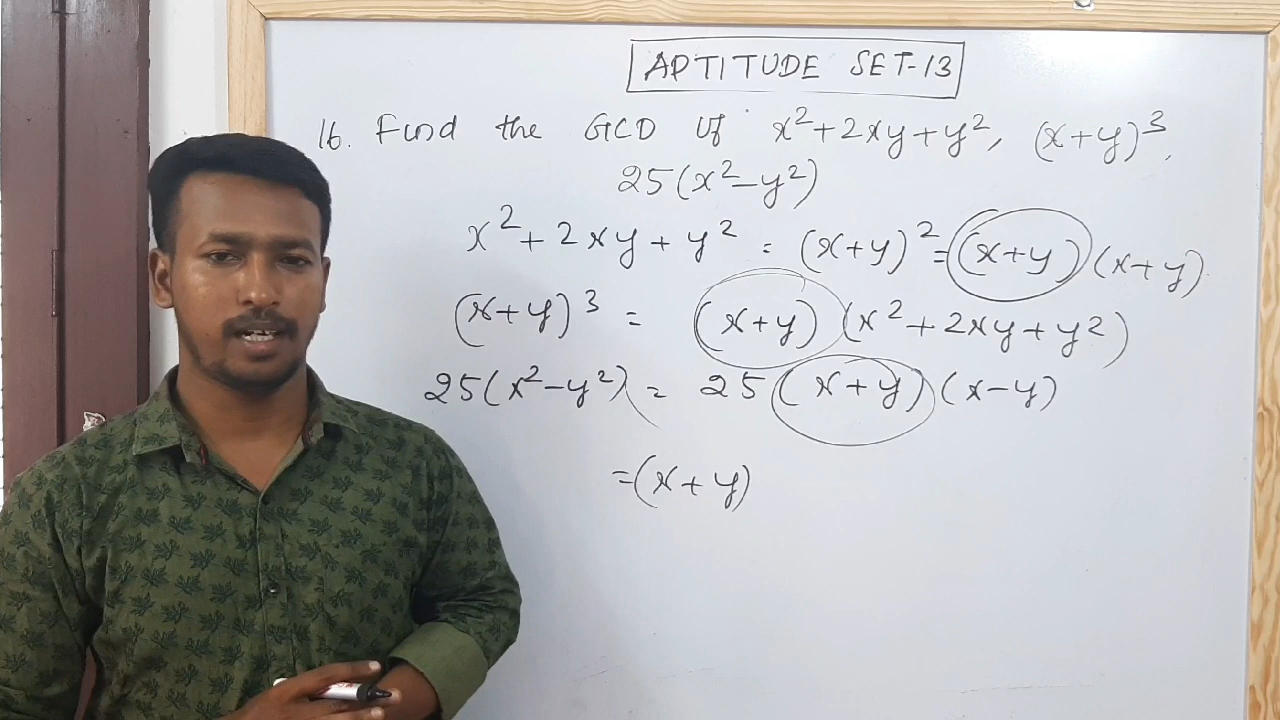 APTITUDE SET-13
16. Find the GCD of x²+2xy+y², (x+y)³,
25(x²-y²)
x²+2xy+y² = (x+y)² = (x+y)(x+y).
(x+y)³ = (x+y)(x²+2xy+y²)
25(x²-y²) = 25(x+y)(x-y)
=(x+y)